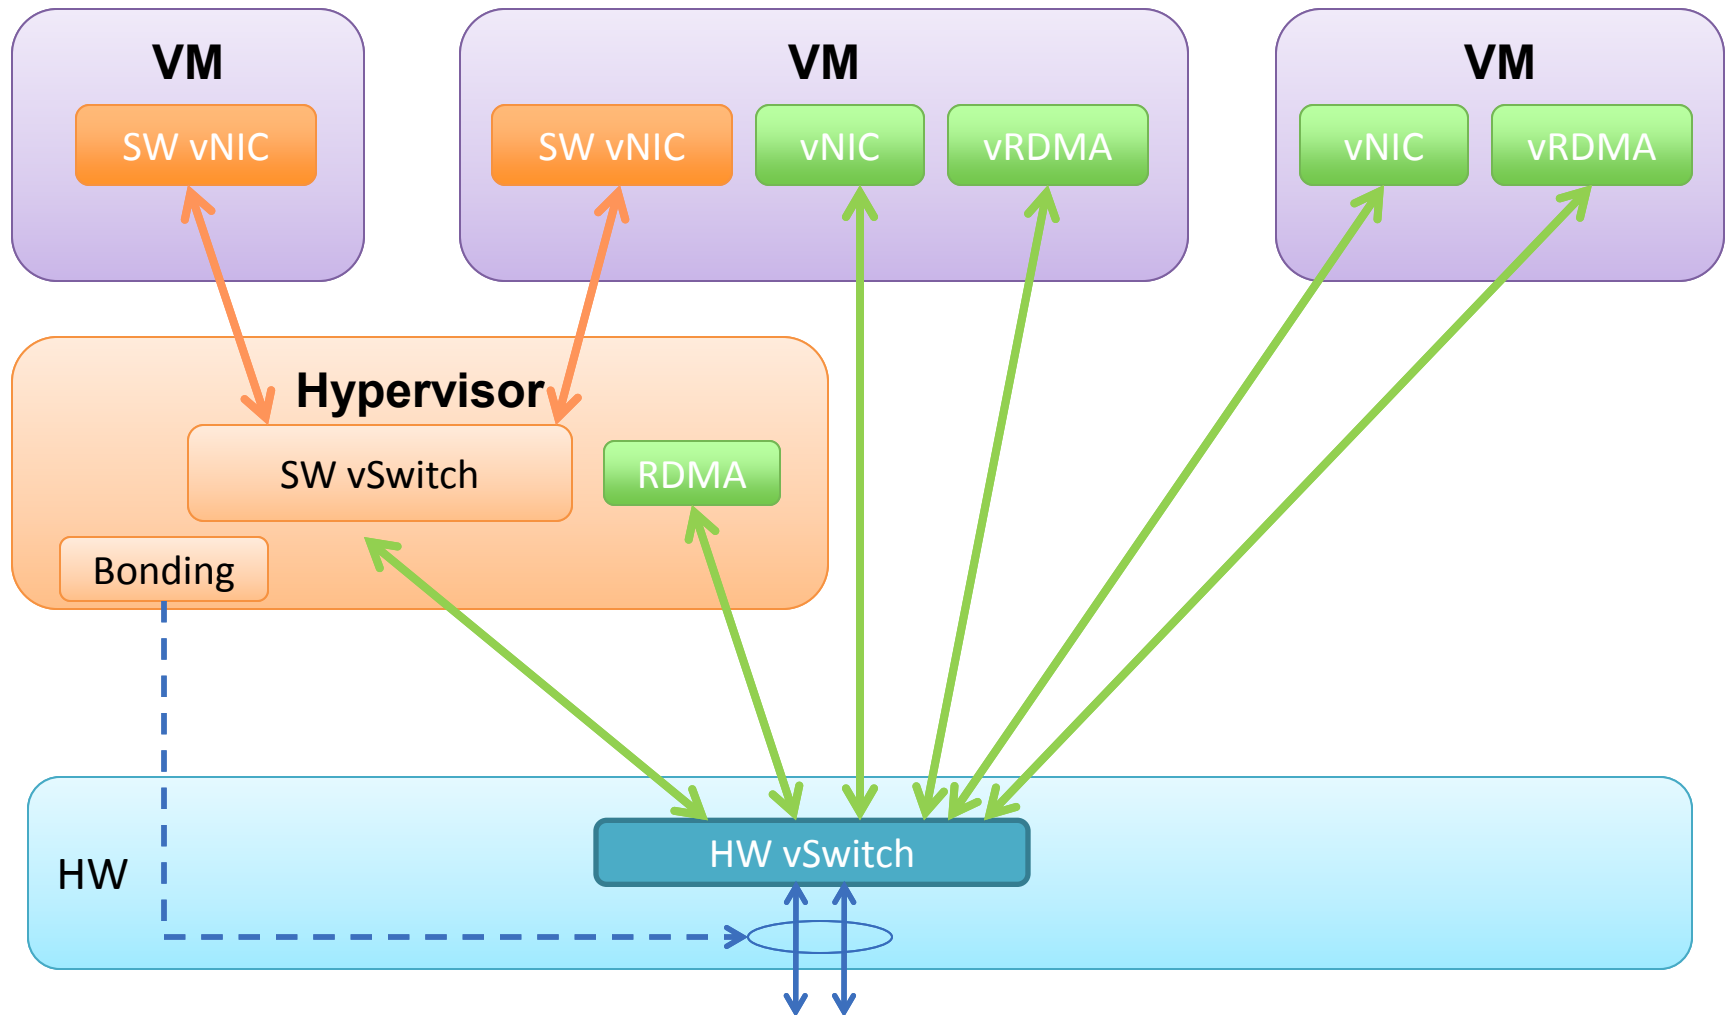 VM
SW vNIC
VM
SW vNIC
vNIC
vRDMA
VM
vNIC
vRDMA
Hypervisor
SW vSwitch
RDMA
Bonding
HW
HW vSwitch